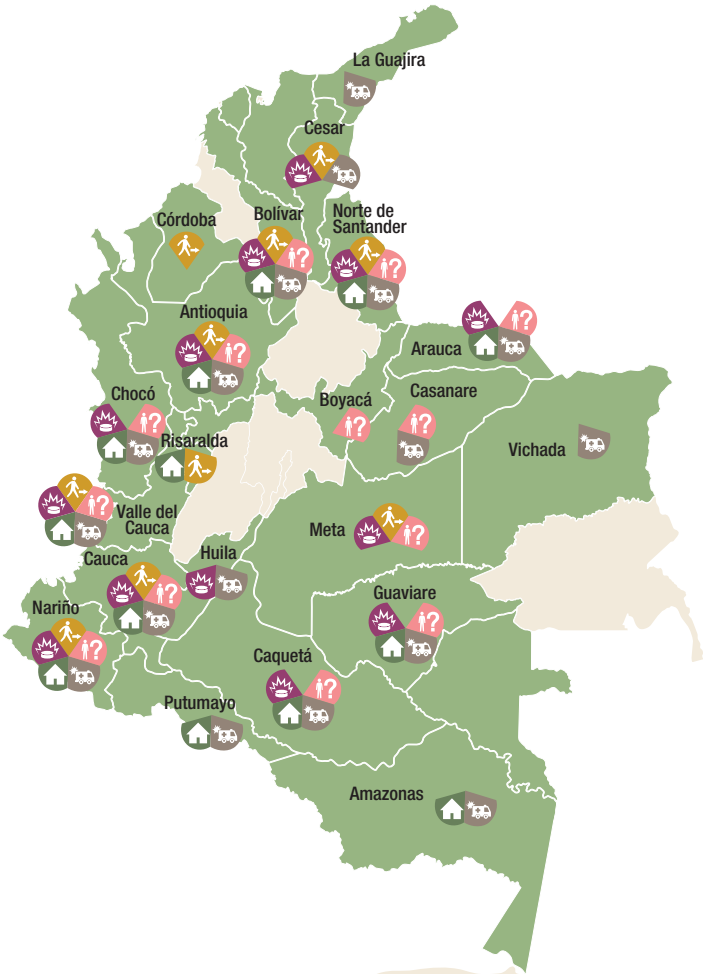 La Guajira
Cesar
Córdoba
Bolívar
Norte de
Santander
Antioquia
Arauca
Chocó
Boyacá
Casanare
Risaralda
Vichada
Valle del
Cauca
Meta
Cauca
Huila
Nariño
Guaviare
Caquetá
Putumayo
Amazonas
?
?
?
?
?
?
?
?
?
?
?
?
?